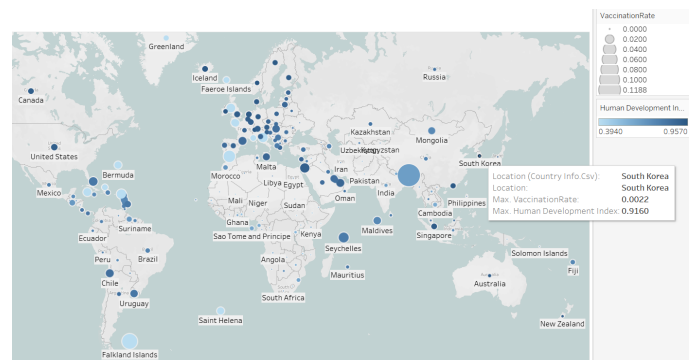 VaccinationRate
0.0000
0.0200
0.0400
0.0600
0.0800
0.1000
0.1188
Human Development In...
0.3940 0.9570
Greenland
Iceland
Faeroe Islands
Russia
Canada
Kazakhstan
Mongolia
United States
South Korea
Bermuda
Malta
Morocco
Iran
Libya Egypt
Pakistan
Mexico
Oman
India
Mali Niger
Sudan
Philippines
Cambodia
Ghana
Suriname
Maldives
Singapore
Ecuador
Sao Tome and Principe
Kenya
Seychelles
Solomon Islands
Peru
Brazil
Angola
Mauritius
Fiji
Chile
Australia
South Africa
Uruguay
Saint Helena
New Zealand
Falkland Islands
Location (Country Info.Csv): South Korea
Location: South Korea
Max. VaccinationRate: 0.0022
Max. Human Development Index: 0.9160